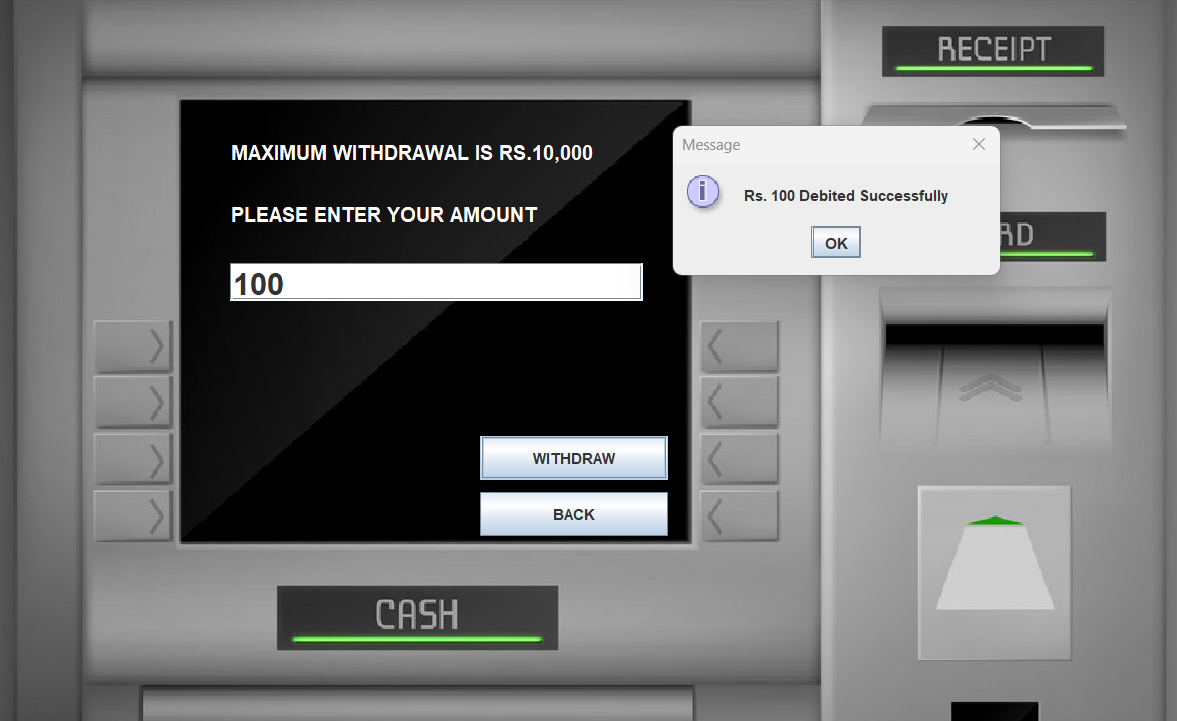 RECEIPT
MAXIMUM WITHDRAWAL IS RS.10,000
Message
Rs. 100 Debited Successfully
PLEASE ENTER YOUR AMOUNT
RD
OK
100
WITHDRAW
BACK
CASH